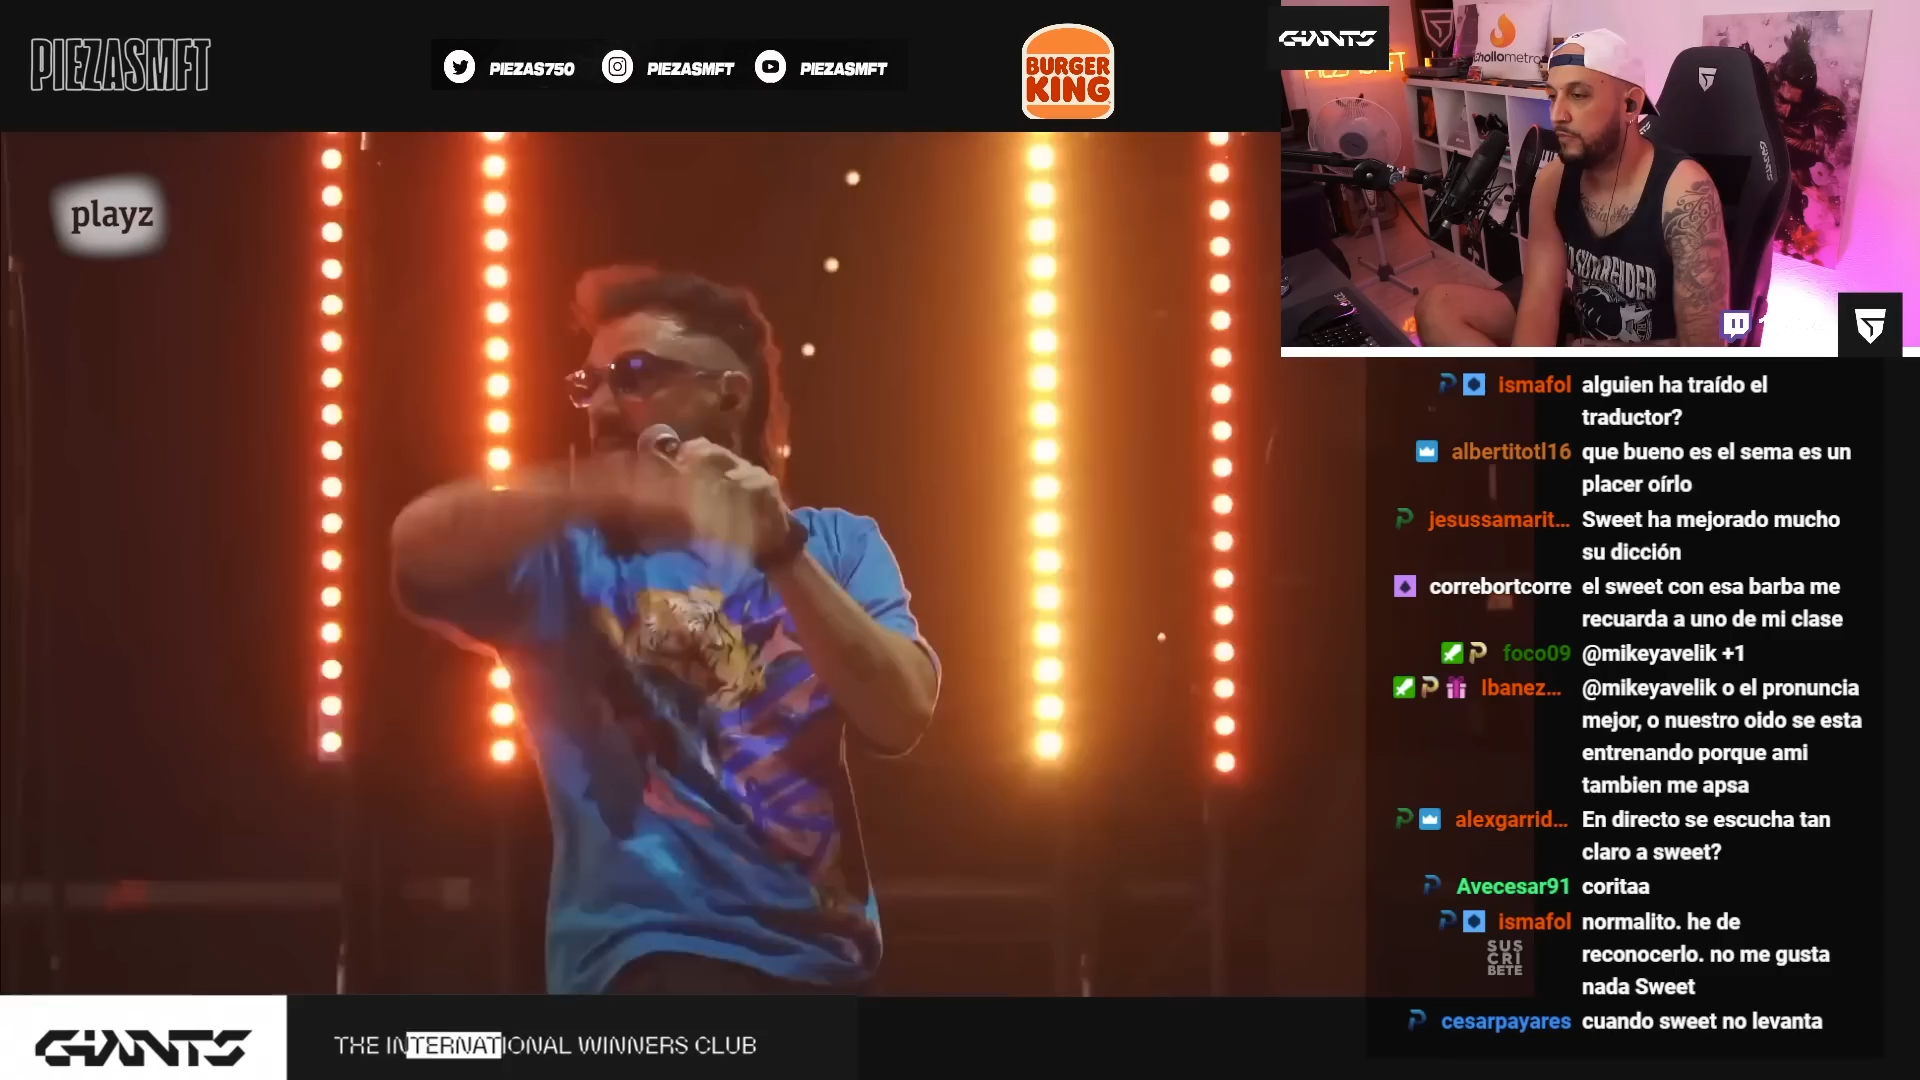 PIEZASMFT
PIEZAS750
PIEZASMFT
PIEZASMFT
BURGER
KING
GIANTS
chollometro
playz
ismafol alguien ha traído el
traductor?
albertitotl16 que bueno es el sema es un
placer oírlo
jesussamarit... Sweet ha mejorado mucho
su dicción
correbortcorre el sweet con esa barba me
recuerda a uno de mi clase
foco09 @mikeyavelik +1
Ibanez... @mikeyavelik o el pronuncia
mejor, o nuestro oido se esta
entrenando porque ami
tambien me apsa
alexgarrid... En directo se escucha tan
claro a sweet?
Avecesar91 coritaa
ismafol normalito. he de
reconocerlo. no me gusta
nada Sweet
SUS
CRI
BETE
cesarpayares cuando sweet no levanta
GIANTS
THE INTERNATIONAL WINNERS CLUB